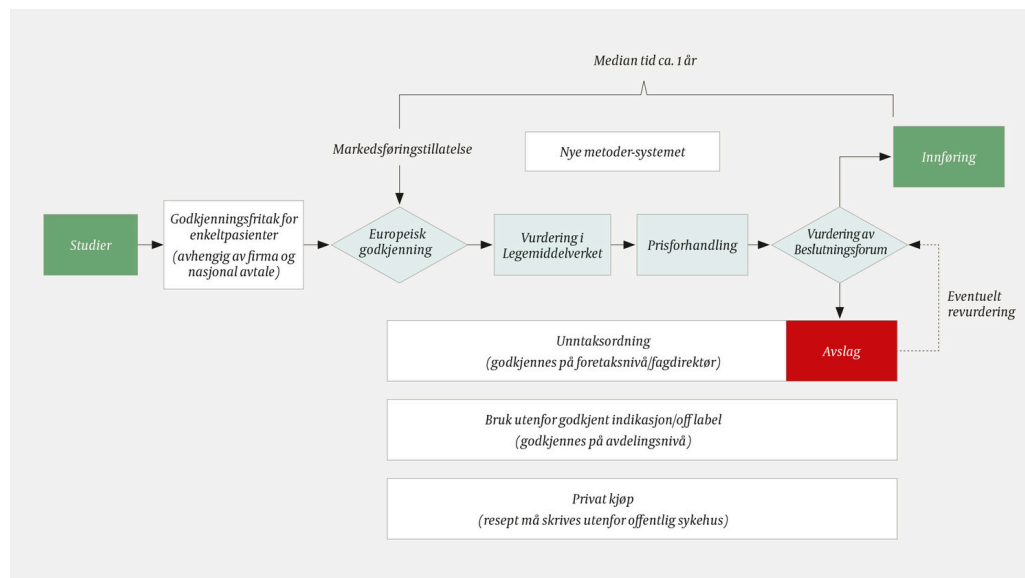 Median tid ca. 1 år
Markedsføringstillatelse
Nye metoder-systemet
Innføring
Studier
Godkjenningsfritak for
enkeltpasienter
(avhengig av firma og
nasjonal avtale)
Europeisk
godkjenning
Vurdering i
Legemiddelverket
Prisforhandling
Vurdering av
Beslutningsforum
Eventuelt
revurdering
Unntaksordning
(godkjennes på foretaksnivå/fagdirektør)
Avslag
Bruk utenfor godkjent indikasjon/off label
(godkjennes på avdelingsnivå)
Privat kjøp
(resept må skrives utenfor offentlig sykehus)